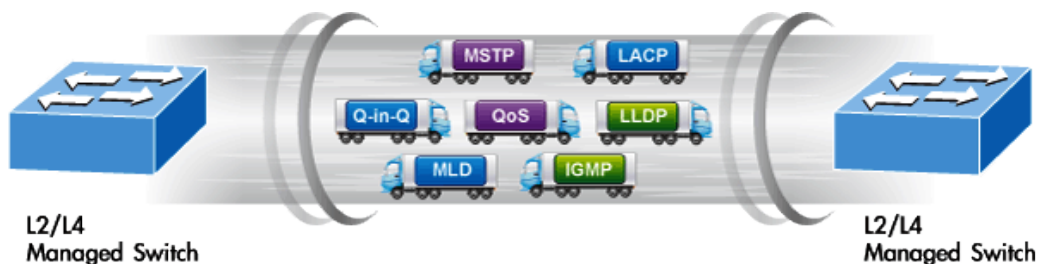 MSTP
LACP
Q-in-Q
QoS
LLDP
MLD
IGMP
L2/L4
Managed Switch
L2/L4
Managed Switch